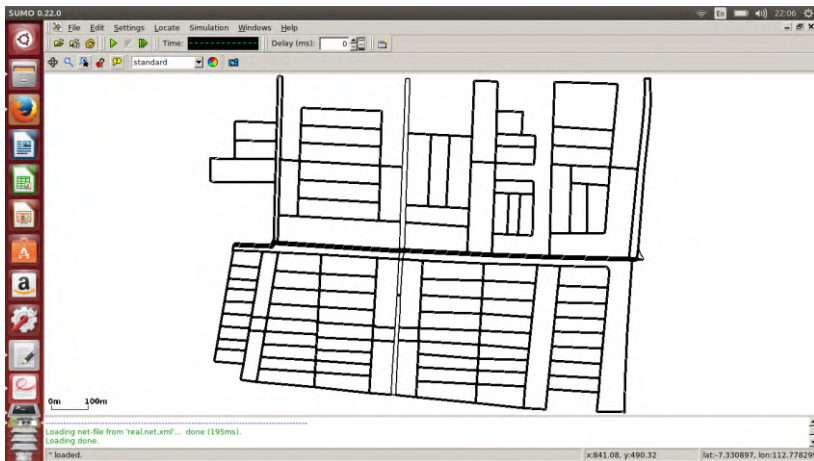 SUMO 0.22.0
En
22:06
File Edit Settings Locate Simulation Windows Help
Time:
Delay (ms): 0
standard
0m 100m
Loading net-file from 'real.net.xml'... done (195ms).
Loading done.
'' loaded.
x:841.08, y:490.32
lat:-7.330897, lon:112.778299